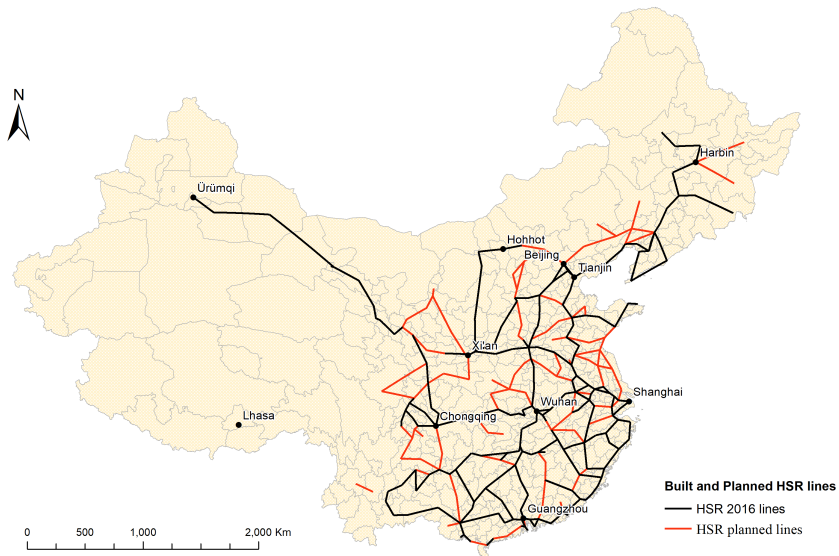 N
Harbin
Ürümqi
Hohhot
Beijing
Tianjin
Xi'an
Shanghai
Wuhan
Lhasa
Chongqing
Built and Planned HSR lines
Guangzhou
HSR 2016 lines
HSR planned lines
0 500 1,000 2,000 Km